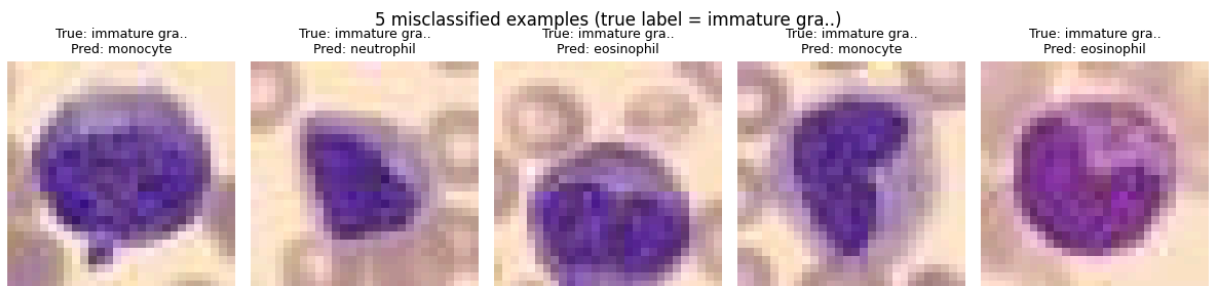 5 misclassified examples (true label = immature gra..)
True: immature gra..
Pred: monocyte
True: immature gra..
Pred: neutrophil
True: immature gra..
Pred: eosinophil
True: immature gra..
Pred: monocyte
True: immature gra..
Pred: eosinophil